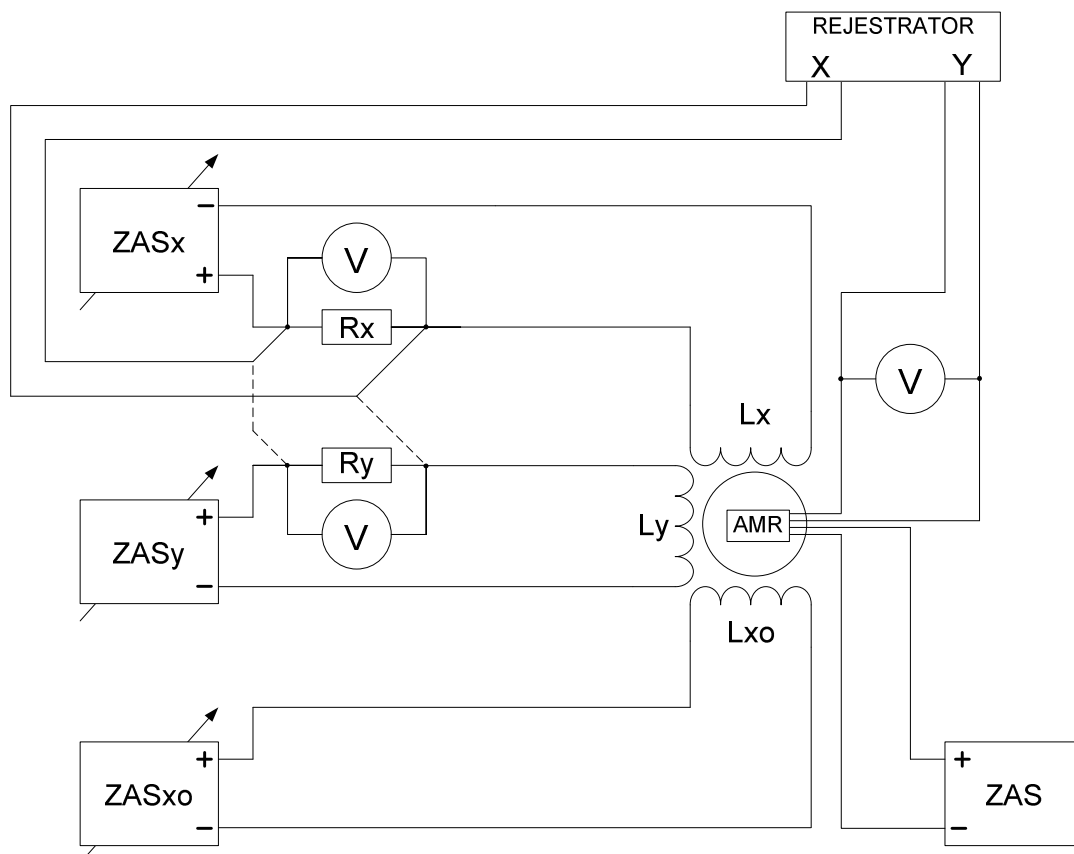 REJESTRATOR
X Y
−
ZASx
+
V
Rx
V
Lx
Ry
+
V
ZASy
−
Ly
AMR
Lxo
+
ZASxo
−
+
ZAS
−